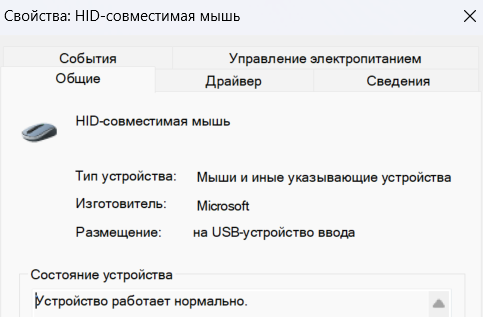 Свойства: HID-совместимая мышь
События
Управление электропитанием
Общие
Драйвер
Сведения
HID-совместимая мышь
Тип устройства: Мыши и иные указывающие устройства
Изготовитель: Microsoft
Размещение: на USB-устройство ввода
Состояние устройства
Устройство работает нормально.